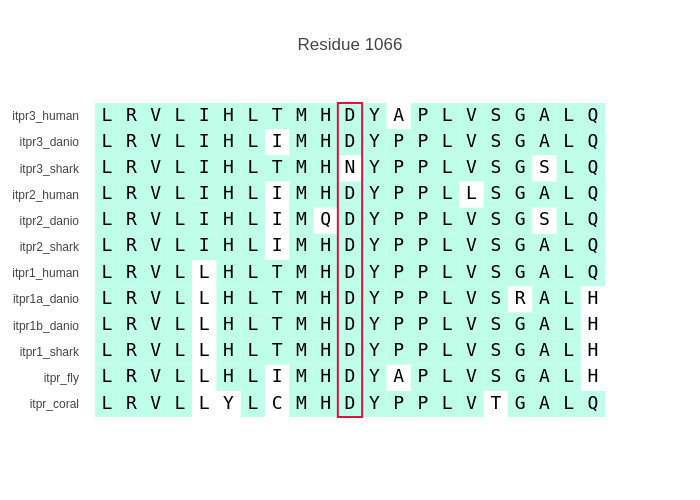 Residue 1066
itpr3_human L R V L I H L T M H D Y A P L V S G A L Q
itpr3_danio L R V L I H L I M H D Y P P L V S G A L Q
itpr3_shark L R V L I H L T M H N Y P P L V S G S L Q
itpr2_human L R V L I H L I M H D Y P P L L S G A L Q
itpr2_danio L R V L I H L I M Q D Y P P L V S G S L Q
itpr2_shark L R V L I H L I M H D Y P P L V S G A L Q
itpr1_human L R V L L H L T M H D Y P P L V S G A L Q
itpr1a_danio L R V L L H L T M H D Y P P L V S R A L H
itpr1b_danio L R V L L H L T M H D Y P P L V S G A L H
itpr1_shark L R V L L H L T M H D Y P P L V S G A L H
itpr_fly L R V L L H L I M H D Y A P L V S G A L H
itpr_coral L R V L L Y L C M H D Y P P L V T G A L Q